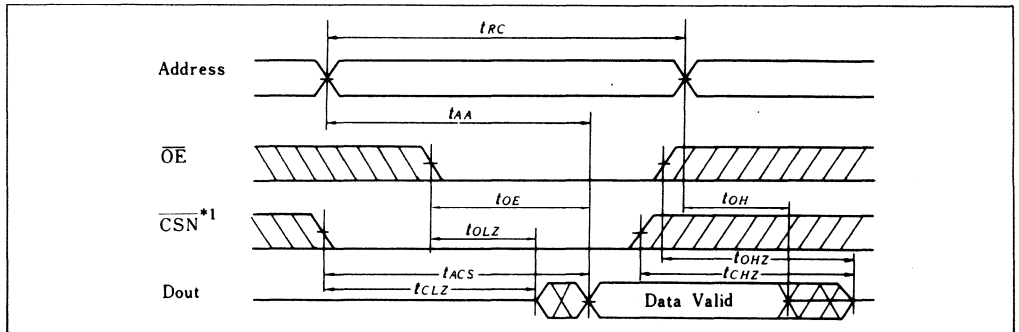 tRC
Address
tAA
OE
tOE
tOH
CSN*1
tOLZ
tOHZ
tACS
tCHZ
tCLZ
Dout
Data Valid